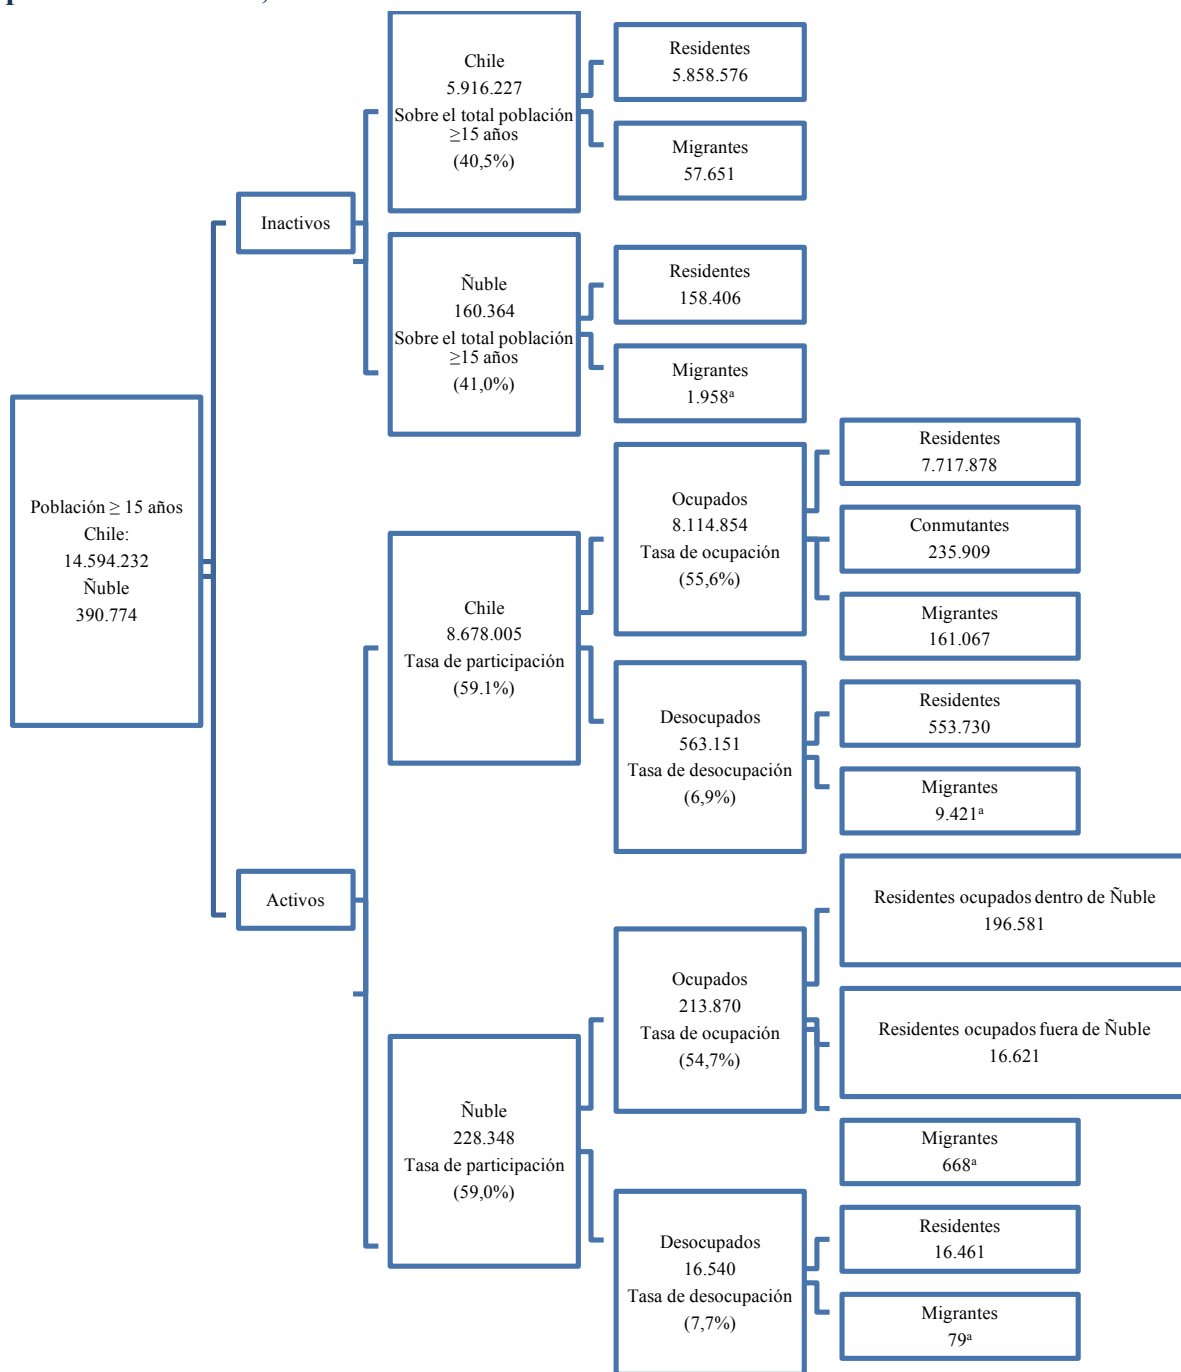 Población ≥ 15 años
Chile:
14.594.232
Ñuble
390.774
Inactivos
Chile
5.916.227
Sobre el total población
≥15 años
(40,5%)
Residentes
5.858.576
Migrantes
57.651
Ñuble
160.364
Sobre el total población
≥15 años
(41,0%)
Residentes
158.406
Migrantes
1.958ᵃ
Activos
Chile
8.678.005
Tasa de participación
(59.1%)
Ocupados
8.114.854
Tasa de ocupación
(55,6%)
Residentes
7.717.878
Conmutantes
235.909
Migrantes
161.067
Desocupados
563.151
Tasa de desocupación
(6,9%)
Residentes
553.730
Migrantes
9.421ᵃ
Ñuble
228.348
Tasa de participación
(59,0%)
Ocupados
213.870
Tasa de ocupación
(54,7%)
Residentes ocupados dentro de Ñuble
196.581
Residentes ocupados fuera de Ñuble
16.621
Migrantes
668ᵃ
Desocupados
16.540
Tasa de desocupación
(7,7%)
Residentes
16.461
Migrantes
79ᵃ